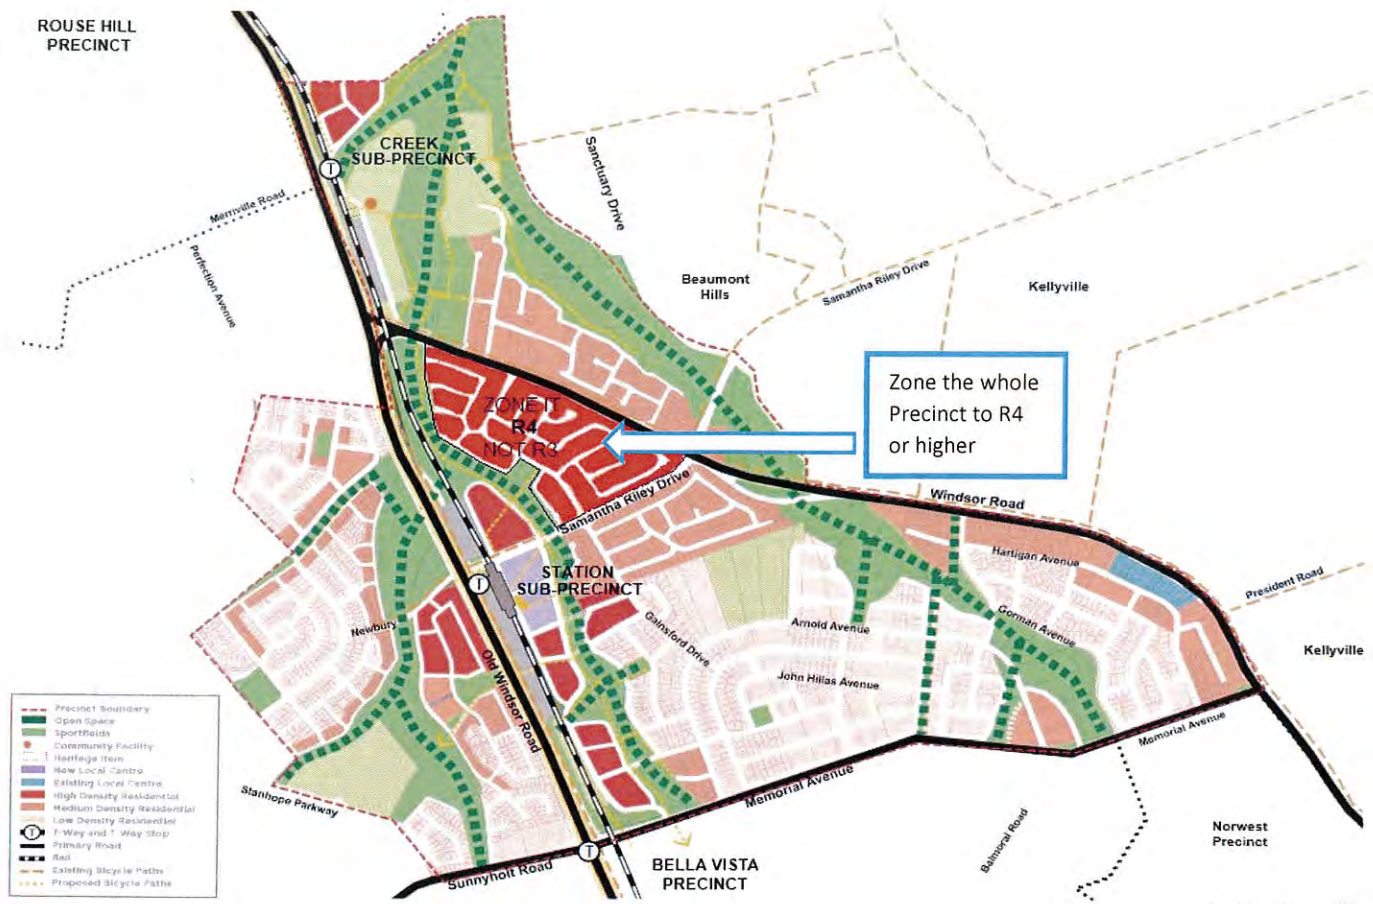 ROUSE HILL
PRECINCT
CREEK
SUB-PRECINCT
T
Merriville Road
Perfection Avenue
Sanctuary Drive
Beaumont
Hills
Samantha Riley Drive
Kellyville
ZONE IT
R4
NOT R3
Zone the whole
Precinct to R4
or higher
Samantha Riley Drive
Windsor Road
Hartigan Avenue
President Road
STATION
SUB-PRECINCT
T
Newbury
Old Windsor Road
Gainsford Drive
Arnold Avenue
Gorman Avenue
John Hillas Avenue
Kellyville
Memorial Avenue
Memorial Avenue
Stanhope Parkway
Sunnyholt Road
T
BELLA VISTA
PRECINCT
Balmoral Road
Norwest
Precinct
Precinct Boundary
Open Space
Sportfields
Community Facility
Heritage Item
New Local Centre
Existing Local Centre
High Density Residential
Medium Density Residential
Low Density Residential
T T-Way and T-Way Stop
Primary Road
Rail
Existing Bicycle Paths
Proposed Bicycle Paths